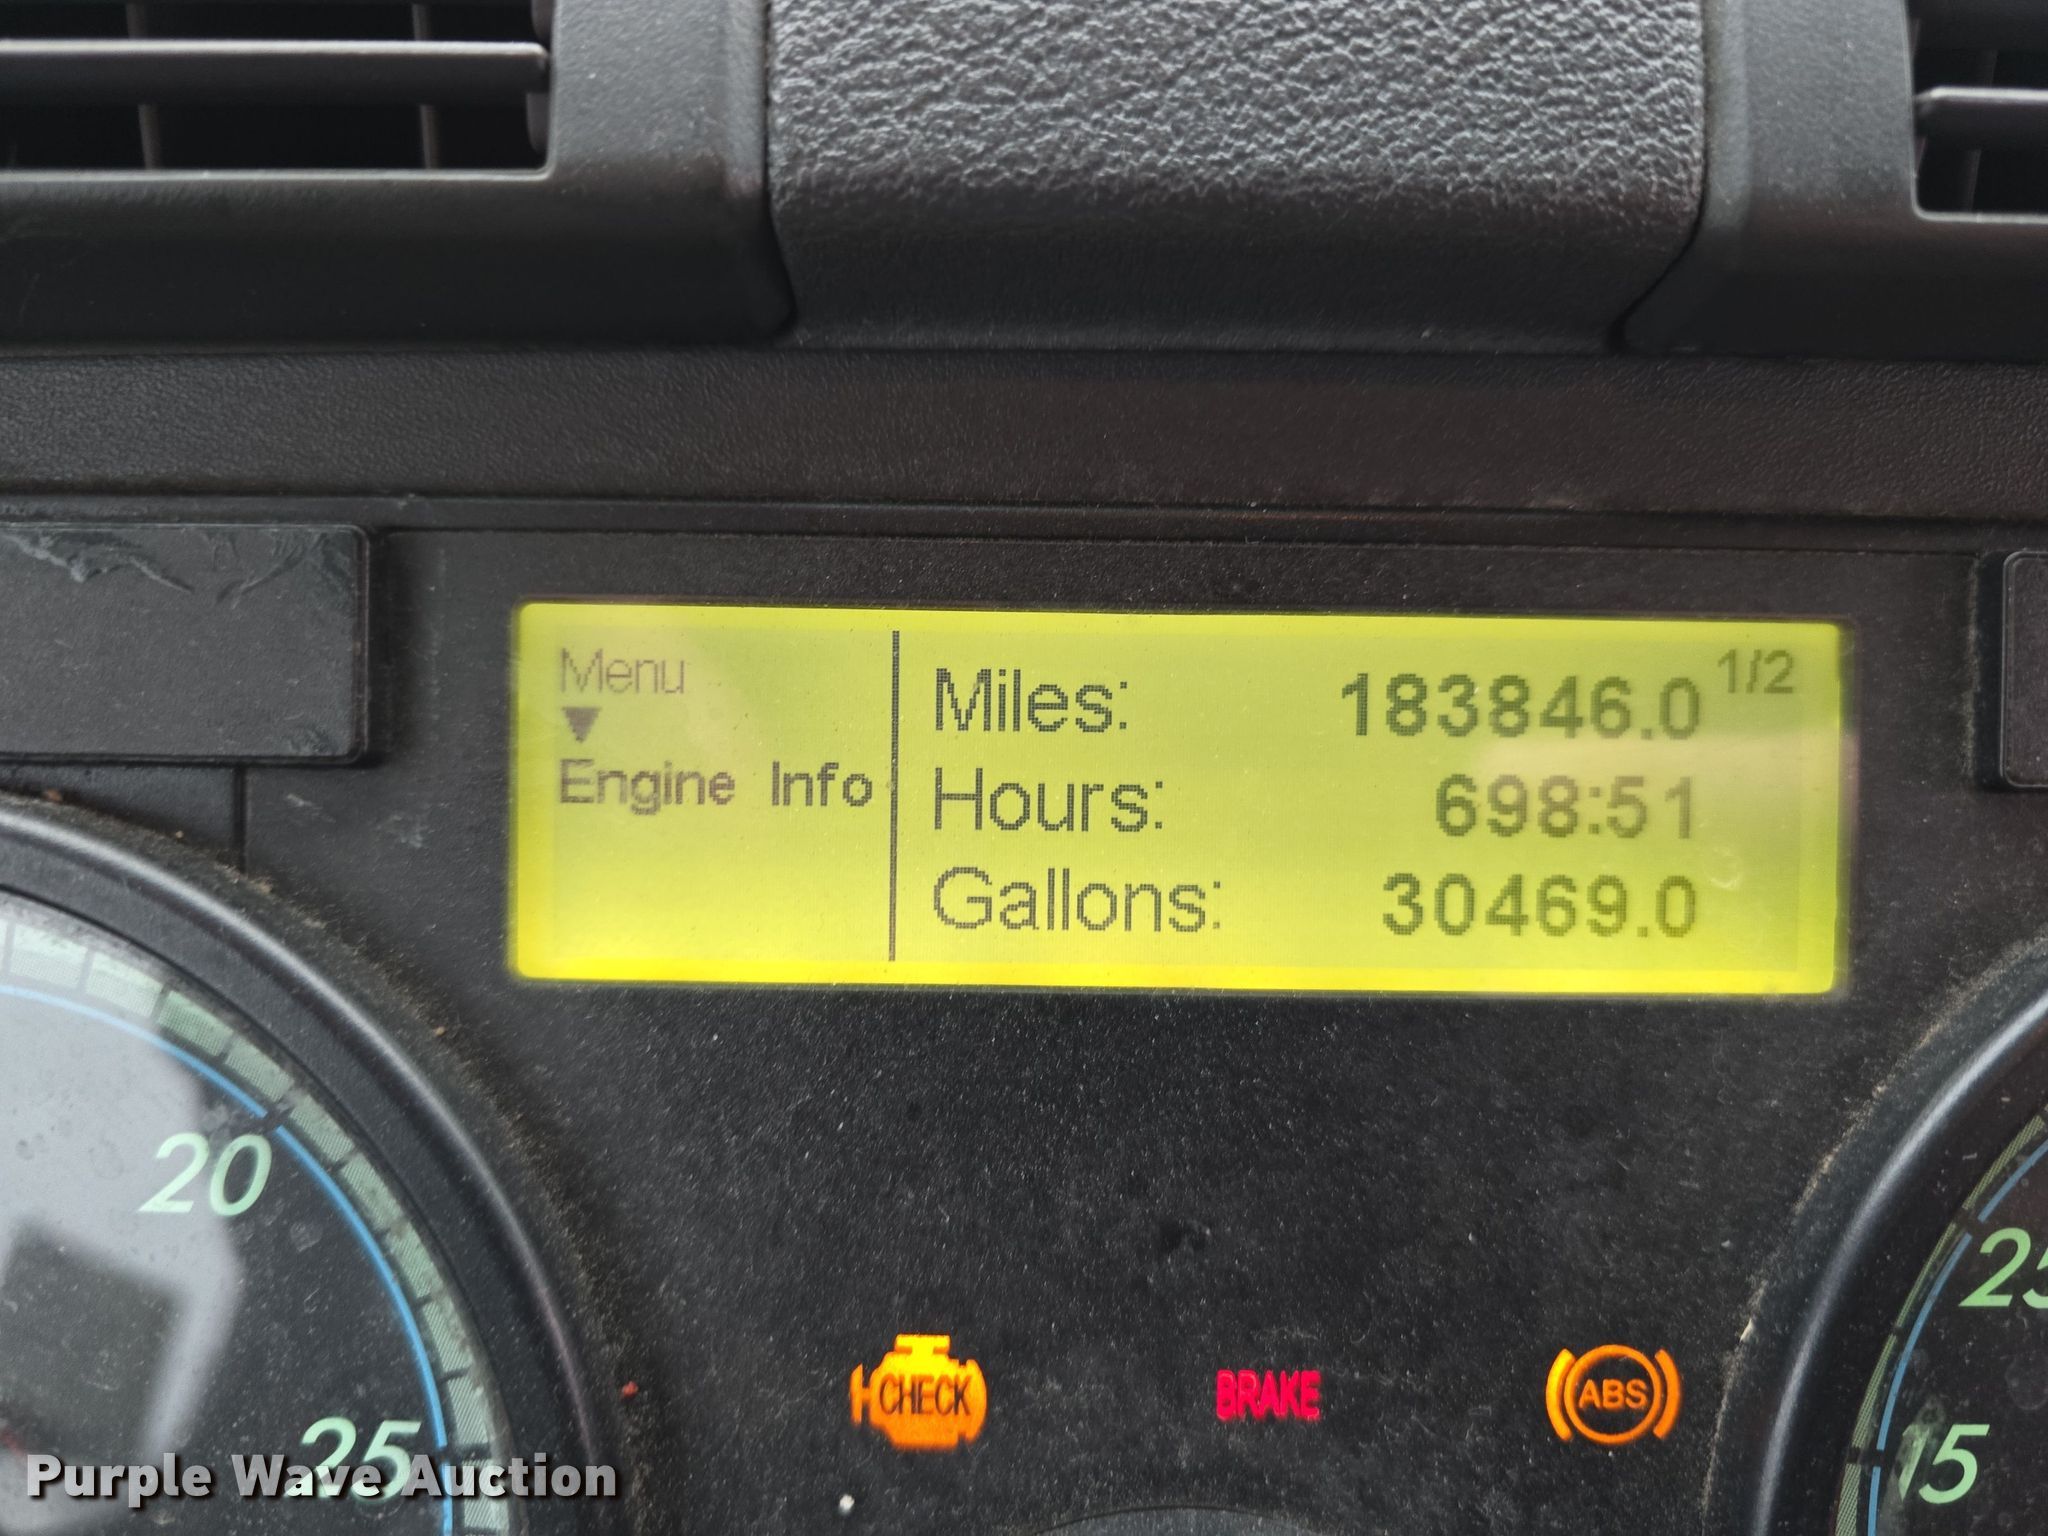 Menu
▼
Engine Info
1/2
Miles: 183846.0
Hours: 698:51
Gallons: 30469.0
20
25
25
15
CHECK
BRAKE
ABS
Purple Wave Auction